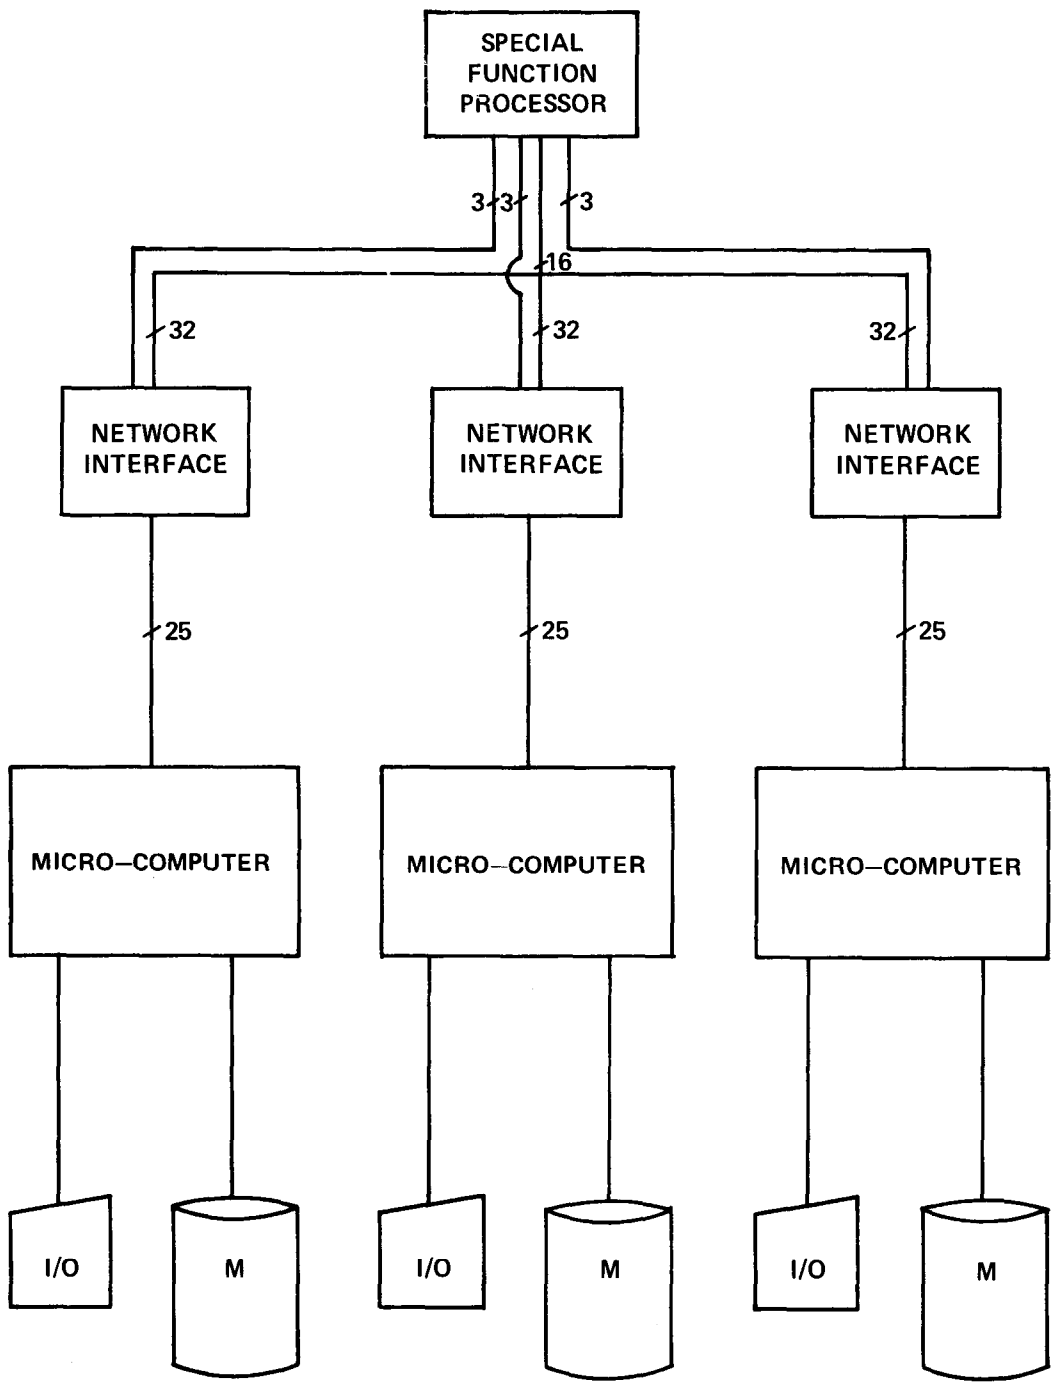 SPECIAL
FUNCTION
PROCESSOR
3 3 3
16
32 32 32
NETWORK
INTERFACE
NETWORK
INTERFACE
NETWORK
INTERFACE
25 25 25
MICRO–COMPUTER
MICRO–COMPUTER
MICRO–COMPUTER
I/O M I/O M I/O M